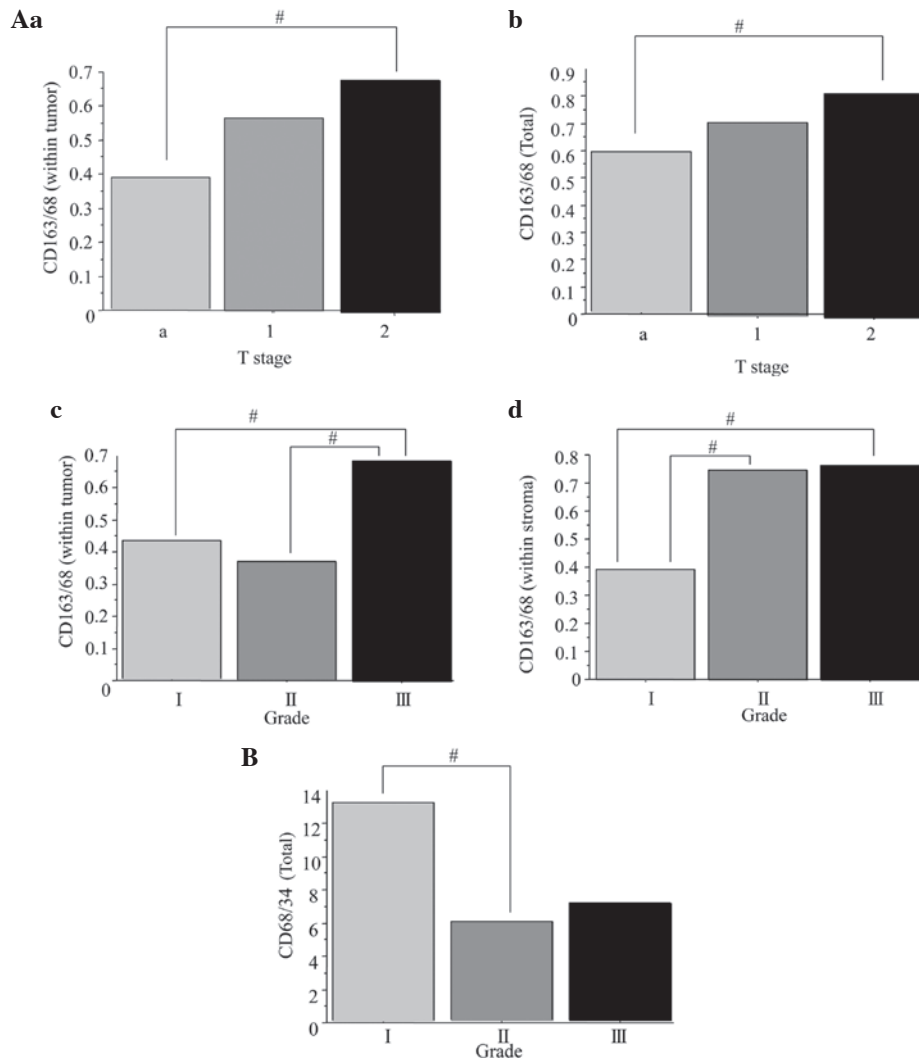 Aa
#
0.7
0.6
0.5
0.4
0.3
0.2
0.1
0
CD163/68 (within tumor)
a 1 2
T stage
b
#
0.9
0.8
0.7
0.6
0.5
0.4
0.3
0.2
0.1
0
CD163/68 (Total)
a 1 2
T stage
c
#
#
0.7
0.6
0.5
0.4
0.3
0.2
0.1
0
CD163/68 (within tumor)
I II III
Grade
d
#
#
0.8
0.7
0.6
0.5
0.4
0.3
0.2
0.1
0
CD163/68 (within stroma)
I II III
Grade
B
#
14
12
10
8
6
4
2
0
CD68/34 (Total)
I II III
Grade